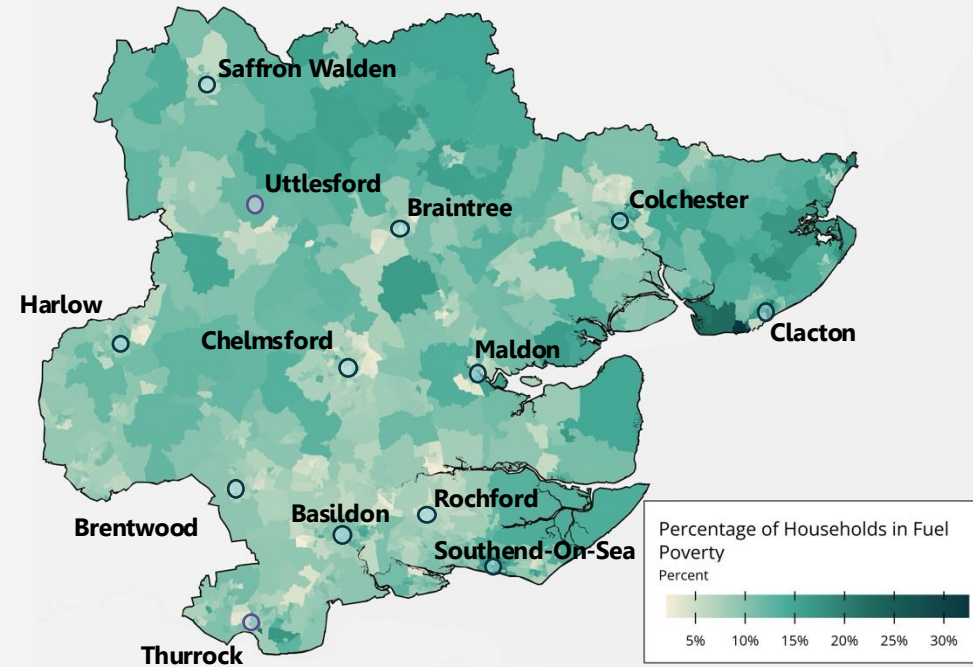 Saffron Walden
Uttlesford
Braintree
Colchester
Harlow
Chelmsford
Maldon
Clacton
Brentwood
Basildon
Rochford
Southend-On-Sea
Thurrock
Percentage of Households in Fuel
Poverty
Percent
5% 10% 15% 20% 25% 30%